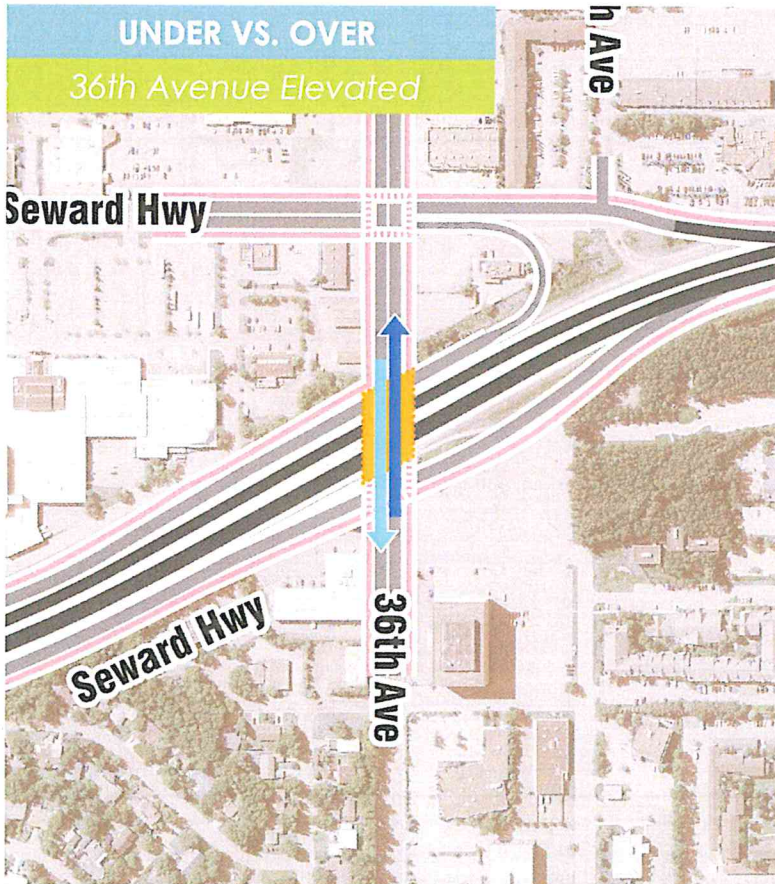 UNDER VS. OVER
36th Avenue Elevated
h Ave
Seward Hwy
Seward Hwy
36th Ave